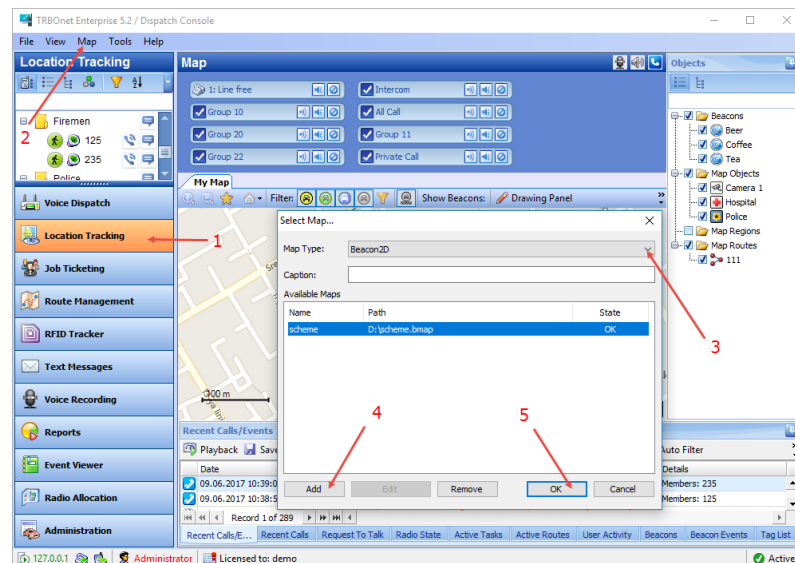 TRBOnet Enterprise 5.2 / Dispatch Console
File View Map Tools Help
Location Tracking
Map
Objects
Firemen
125
235
Police
2
1: Line free
Intercom
Group 10
All Call
Group 20
Group 11
Group 22
Private Call
My Map
Filter:
Show Beacons:
Drawing Panel
Beacons
Beer
Coffee
Tea
Map Objects
Camera 1
Hospital
Police
Map Regions
Map Routes
111
Voice Dispatch
Location Tracking
Job Ticketing
Route Management
RFID Tracker
Text Messages
Voice Recording
Reports
Event Viewer
Radio Allocation
Administration
1
Select Map...
Map Type: Beacon2D
Caption:
Available Maps
Name Path State
scheme D:\scheme.bmap OK
3
4
5
Add Edit Remove OK Cancel
300 m
Recent Calls/Events
Playback Save
Auto Filter
Date
Details
09.06.2017 10:39:0
Members: 235
09.06.2017 10:38:5
Members: 125
Record 1 of 289
Recent Calls/E... Recent Calls Request To Talk Radio State Active Tasks Active Routes User Activity Beacons Beacon Events Tag List
127.0.0.1 Administrator Licensed to: demo Active